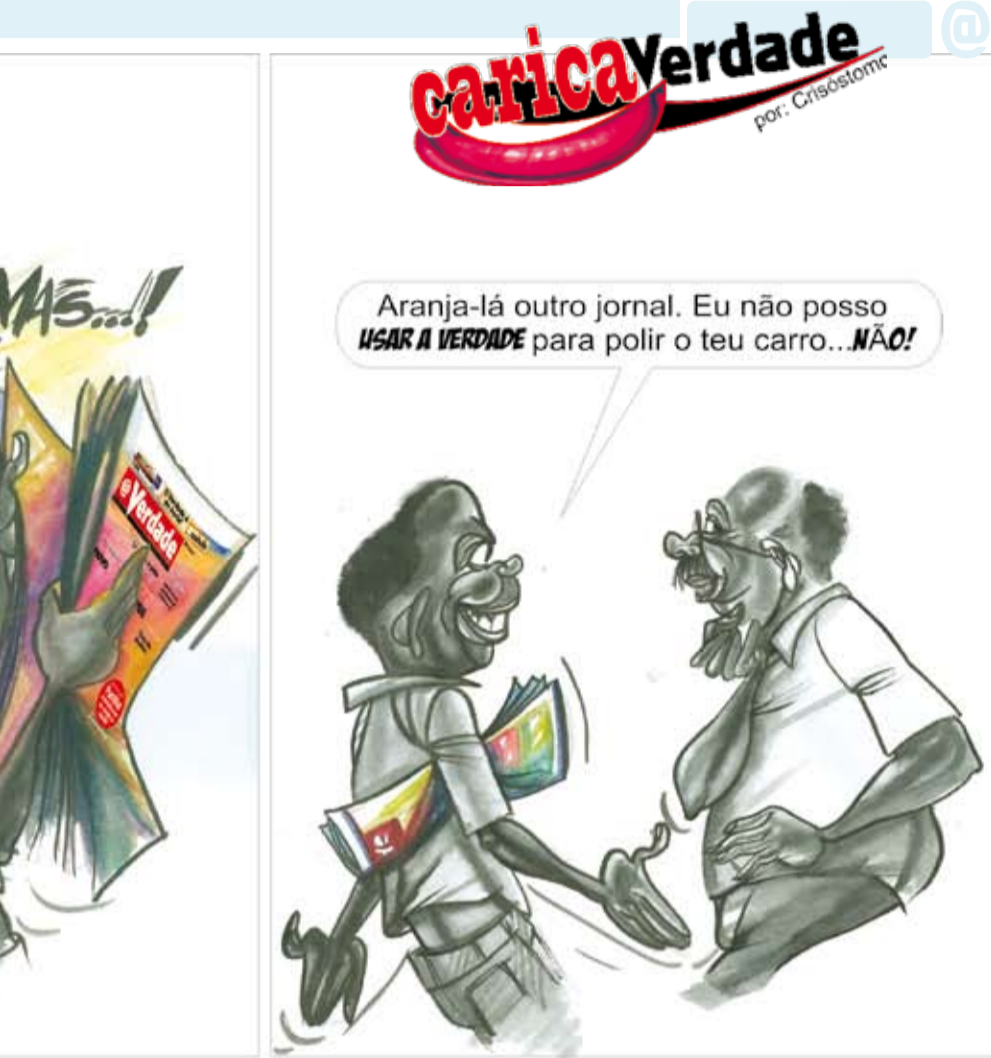 @
caricaVerdade
por: Crisóstomo
MAS...!!
Aranja-lá outro jornal. Eu não posso
USAR A VERDADE para polir o teu carro...NÃO!
@Verdade